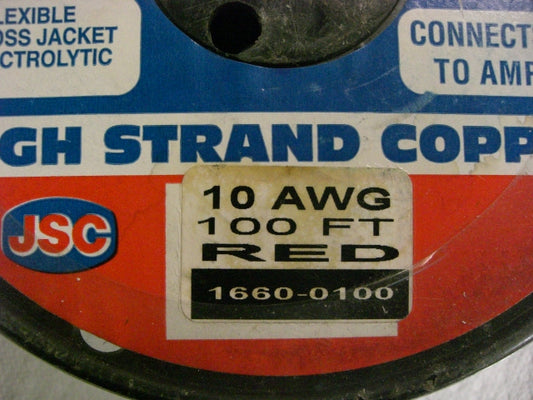 LEXIBLE
OSS JACKET
CTROLYTIC
CONNECT
TO AMP
GH STRAND COPP
JSC
10 AWG
100 FT
RED
1660-0100